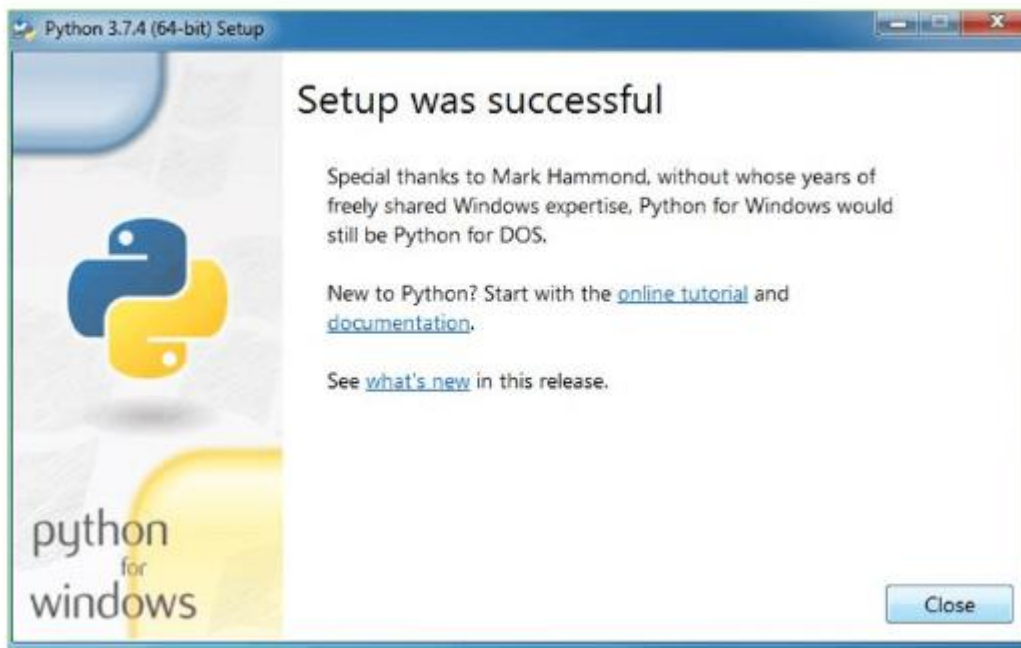 Python 3.7.4 (64-bit) Setup
Setup was successful
Special thanks to Mark Hammond, without whose years of
freely shared Windows expertise, Python for Windows would
still be Python for DOS.
New to Python? Start with the online tutorial and
documentation.
See what's new in this release.
python
for
windows
Close